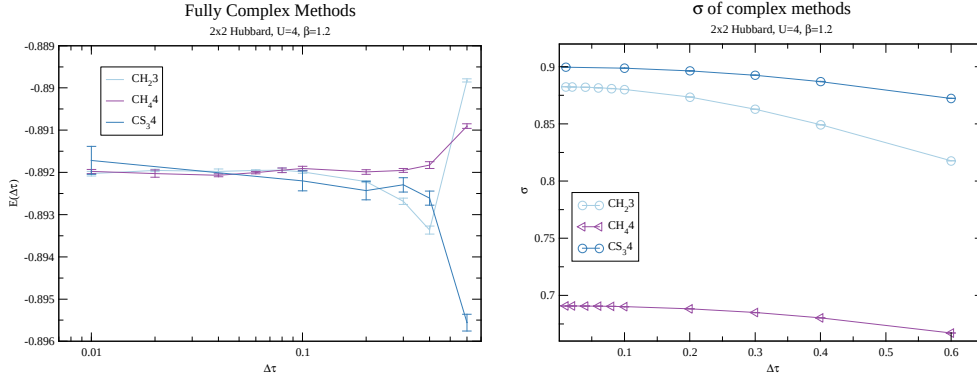 Fully Complex Methods
2x2 Hubbard, U=4, β=1.2
-0.889
-0.89
-0.891
-0.892
-0.893
-0.894
-0.895
-0.896
E(Δτ)
CH₂3
CH₄4
CS₃4
0.01
0.1
Δτ
σ of complex methods
2x2 Hubbard, U=4, β=1.2
0.9
0.85
0.8
0.75
0.7
σ
CH₂3
CH₄4
CS₃4
0.1
0.2
0.3
0.4
0.5
0.6
Δτ